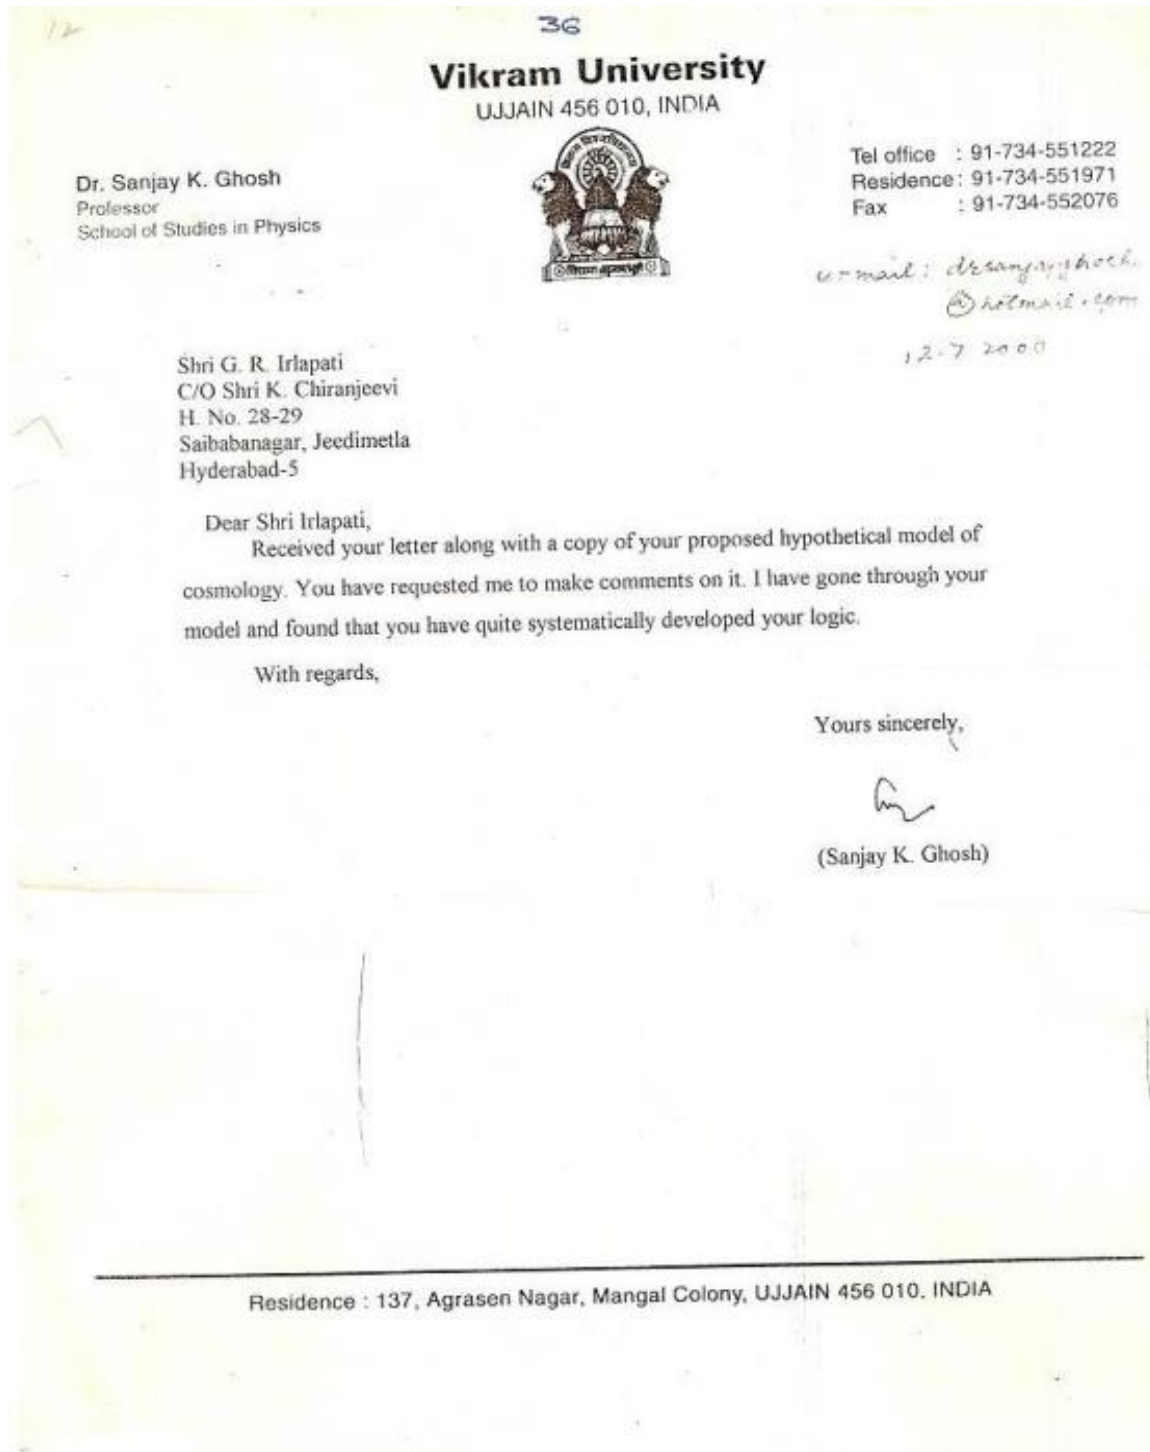 12
36
Vikram University
UJJAIN 456 010, INDIA
Dr. Sanjay K. Ghosh
Professor
School of Studies in Physics
Tel office : 91-734-551222
Residence : 91-734-551971
Fax : 91-734-552076
e-mail: drsanjayghosh
@hotmail.com
12.7 2000
Shri G. R. Irlapati
C/O Shri K. Chiranjeevi
H. No. 28-29
Saibabanagar, Jeedimetla
Hyderabad-5
Dear Shri Irlapati,
Received your letter along with a copy of your proposed hypothetical model of
cosmology. You have requested me to make comments on it. I have gone through your
model and found that you have quite systematically developed your logic.
With regards,
Yours sincerely,
(Sanjay K. Ghosh)
Residence : 137, Agrasen Nagar, Mangal Colony, UJJAIN 456 010. INDIA